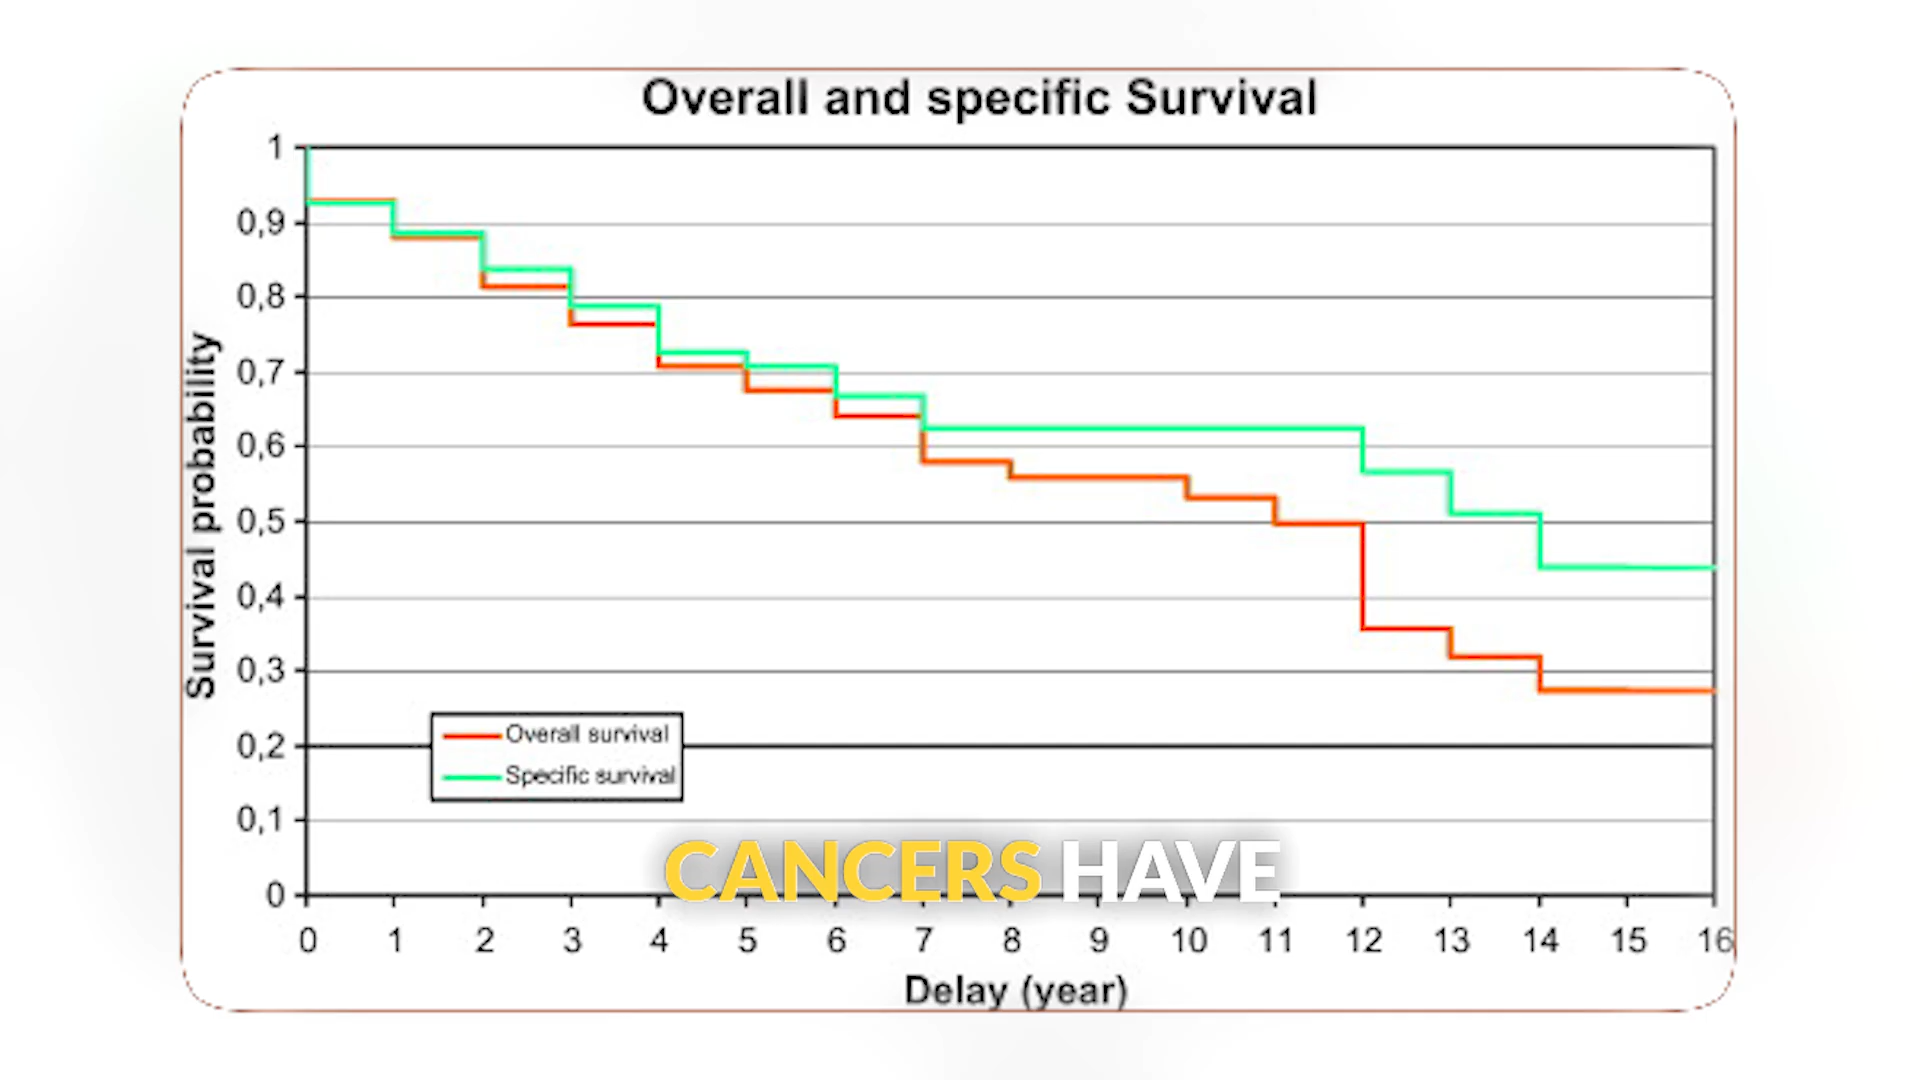 Overall and specific Survival
1
0,9
0,8
0,7
0,6
0,5
0,4
0,3
0,2
0,1
0
Survival probability
Overall survival
Specific survival
CANCERS HAVE
0 1 2 3 4 5 6 7 8 9 10 11 12 13 14 15 16
Delay (year)